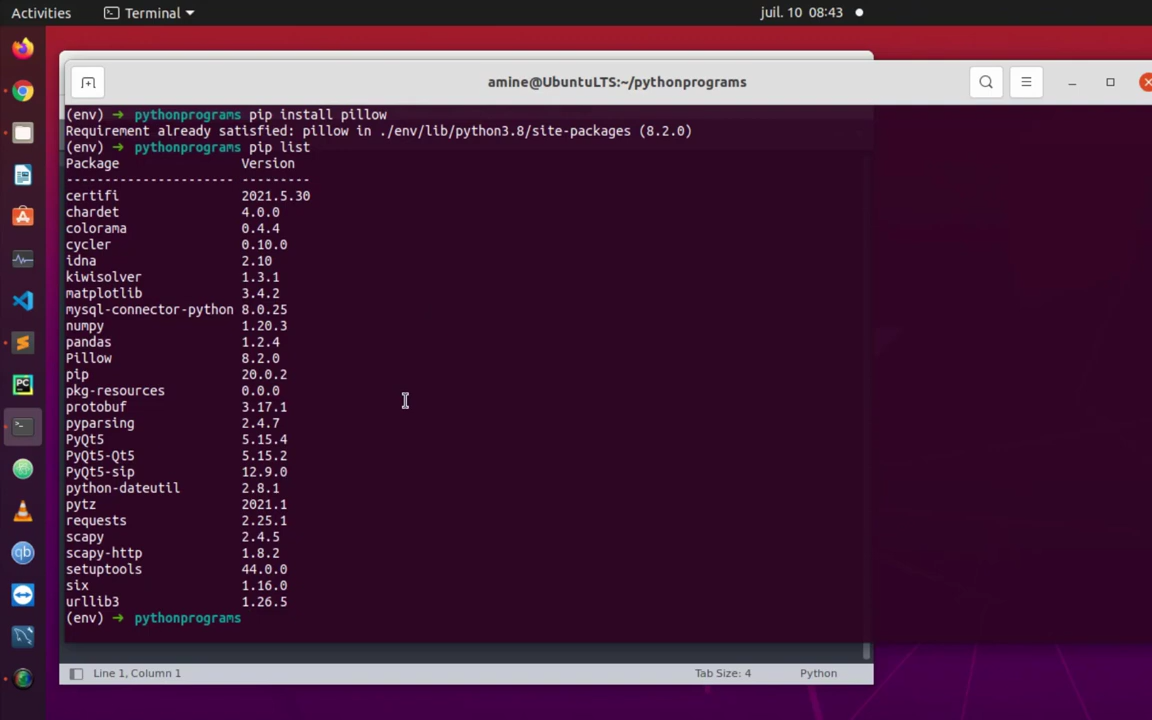 Activities
Terminal
juil. 10 08:43
amine@UbuntuLTS:~/pythonprograms
(env) ➜ pythonprograms pip install pillow
Requirement already satisfied: pillow in ./env/lib/python3.8/site-packages (8.2.0)
(env) ➜ pythonprograms pip list
Package Version
---------------------- ---------
certifi 2021.5.30
chardet 4.0.0
colorama 0.4.4
cycler 0.10.0
idna 2.10
kiwisolver 1.3.1
matplotlib 3.4.2
mysql-connector-python 8.0.25
numpy 1.20.3
pandas 1.2.4
Pillow 8.2.0
pip 20.0.2
pkg-resources 0.0.0
protobuf 3.17.1
pyparsing 2.4.7
PyQt5 5.15.4
PyQt5-Qt5 5.15.2
PyQt5-sip 12.9.0
python-dateutil 2.8.1
pytz 2021.1
requests 2.25.1
scapy 2.4.5
scapy-http 1.8.2
setuptools 44.0.0
six 1.16.0
urllib3 1.26.5
(env) ➜ pythonprograms
Line 1, Column 1
Tab Size: 4
Python
PC
qb